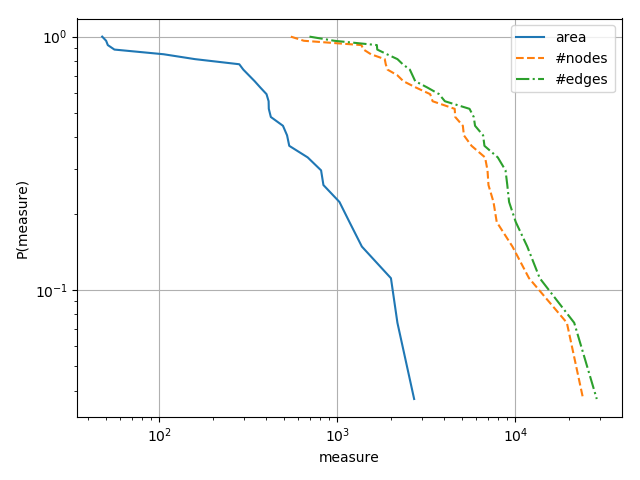 area
#nodes
#edges
P(measure)
10⁰
10⁻¹
10² 10³ 10⁴
measure